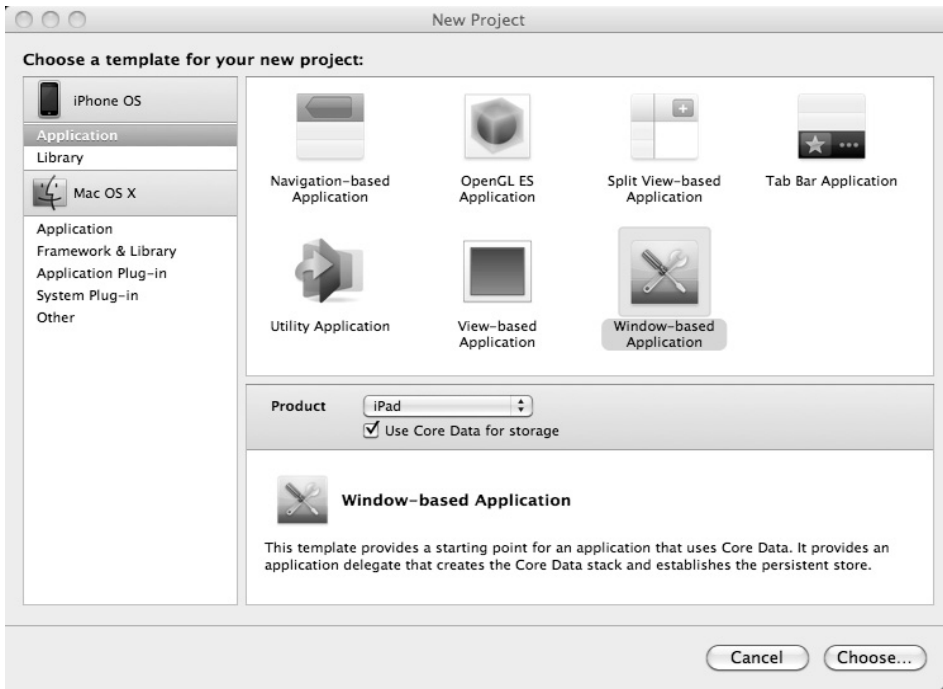 New Project
Choose a template for your new project:
iPhone OS
Application
Library
Mac OS X
Application
Framework & Library
Application Plug-in
System Plug-in
Other
Navigation-based
Application
OpenGL ES
Application
Split View-based
Application
Tab Bar Application
Utility Application
View-based
Application
Window-based
Application
Product
iPad
Use Core Data for storage
Window-based Application
This template provides a starting point for an application that uses Core Data. It provides an
application delegate that creates the Core Data stack and establishes the persistent store.
Cancel
Choose...